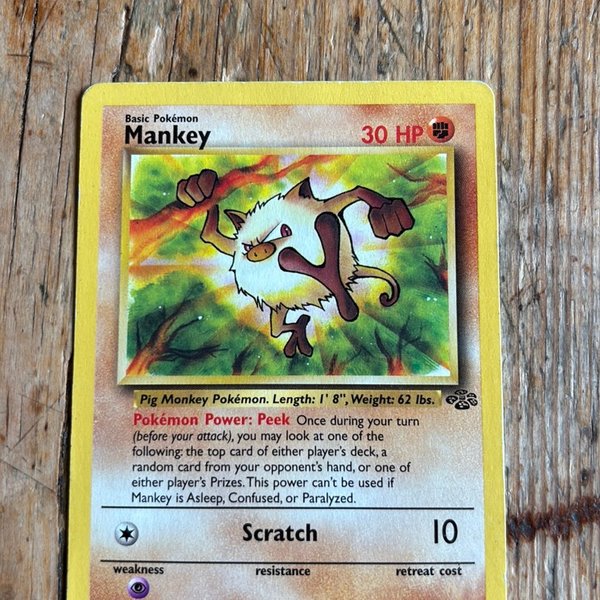 Basic Pokémon
Mankey 30 HP
Pig Monkey Pokémon. Length: 1' 8", Weight: 62 lbs.
Pokémon Power: Peek Once during your turn
(before your attack), you may look at one of the
following: the top card of either player's deck, a
random card from your opponent's hand, or one of
either player's Prizes. This power can't be used if
Mankey is Asleep, Confused, or Paralyzed.
Scratch 10
weakness resistance retreat cost